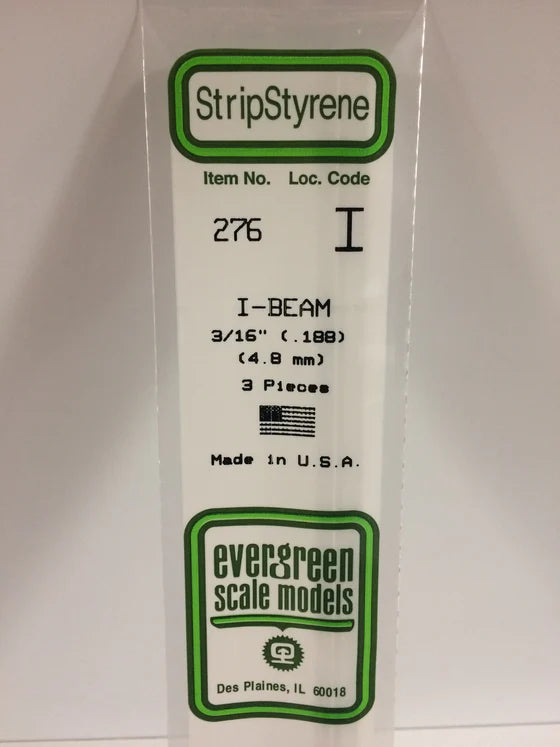 StripStyrene
Item No. Loc. Code
276 I
I-BEAM
3/16" (.188)
(4.8 mm)
3 Pieces
Made in U.S.A.
evergreen
scale models
Des Plaines, IL 60018